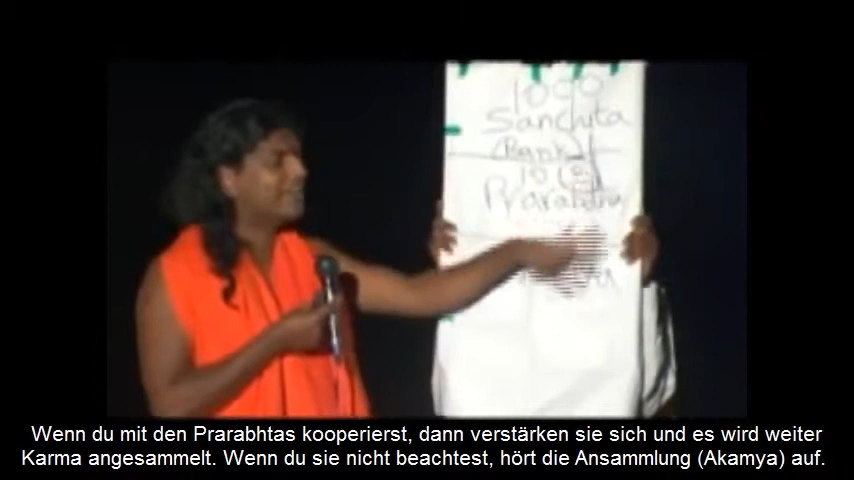 1000
Sanchita
(Bank)
Prarabdha
Wenn du mit den Prarabhtas kooperierst, dann verstärken sie sich und es wird weiter
Karma angesammelt. Wenn du sie nicht beachtest, hört die Ansammlung (Akamya) auf.